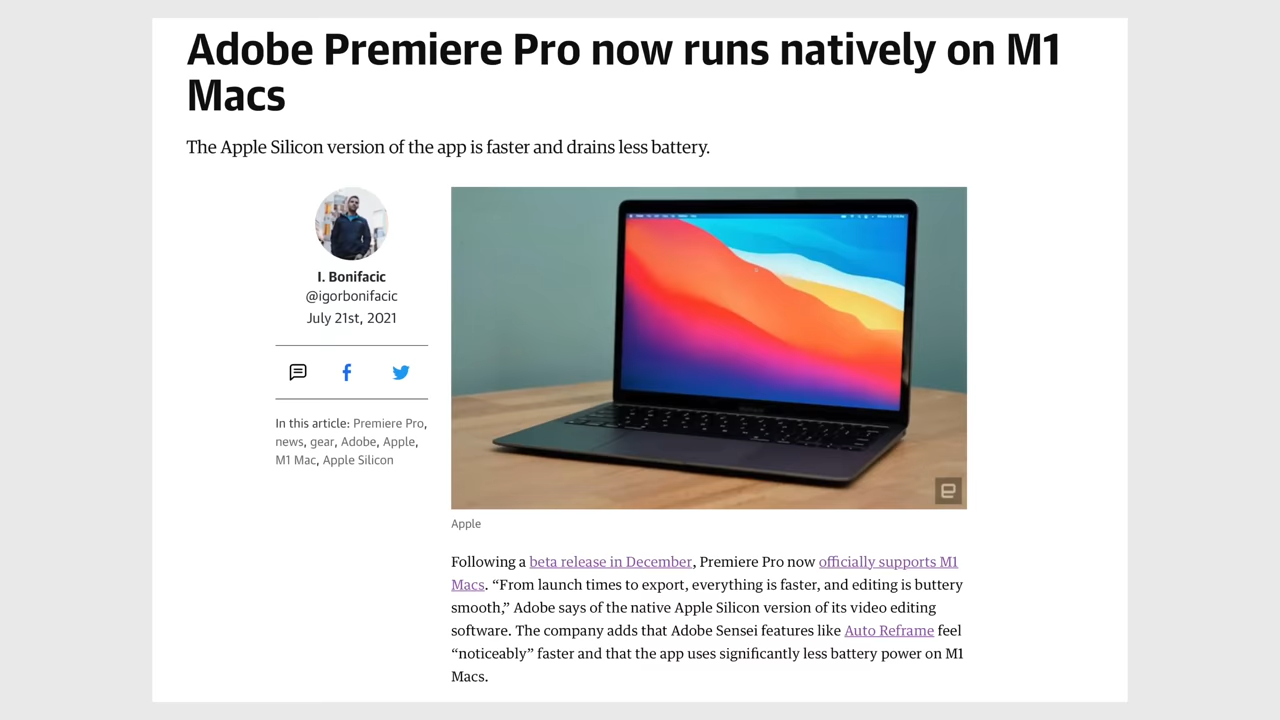 Adobe Premiere Pro now runs natively on M1
Macs
The Apple Silicon version of the app is faster and drains less battery.
I. Bonifacic
@igorbonifacic
July 21st, 2021
In this article: Premiere Pro,
news, gear, Adobe, Apple,
M1 Mac, Apple Silicon
Apple
Following a beta release in December, Premiere Pro now officially supports M1
Macs. “From launch times to export, everything is faster, and editing is buttery
smooth,” Adobe says of the native Apple Silicon version of its video editing
software. The company adds that Adobe Sensei features like Auto Reframe feel
“noticeably” faster and that the app uses significantly less battery power on M1
Macs.